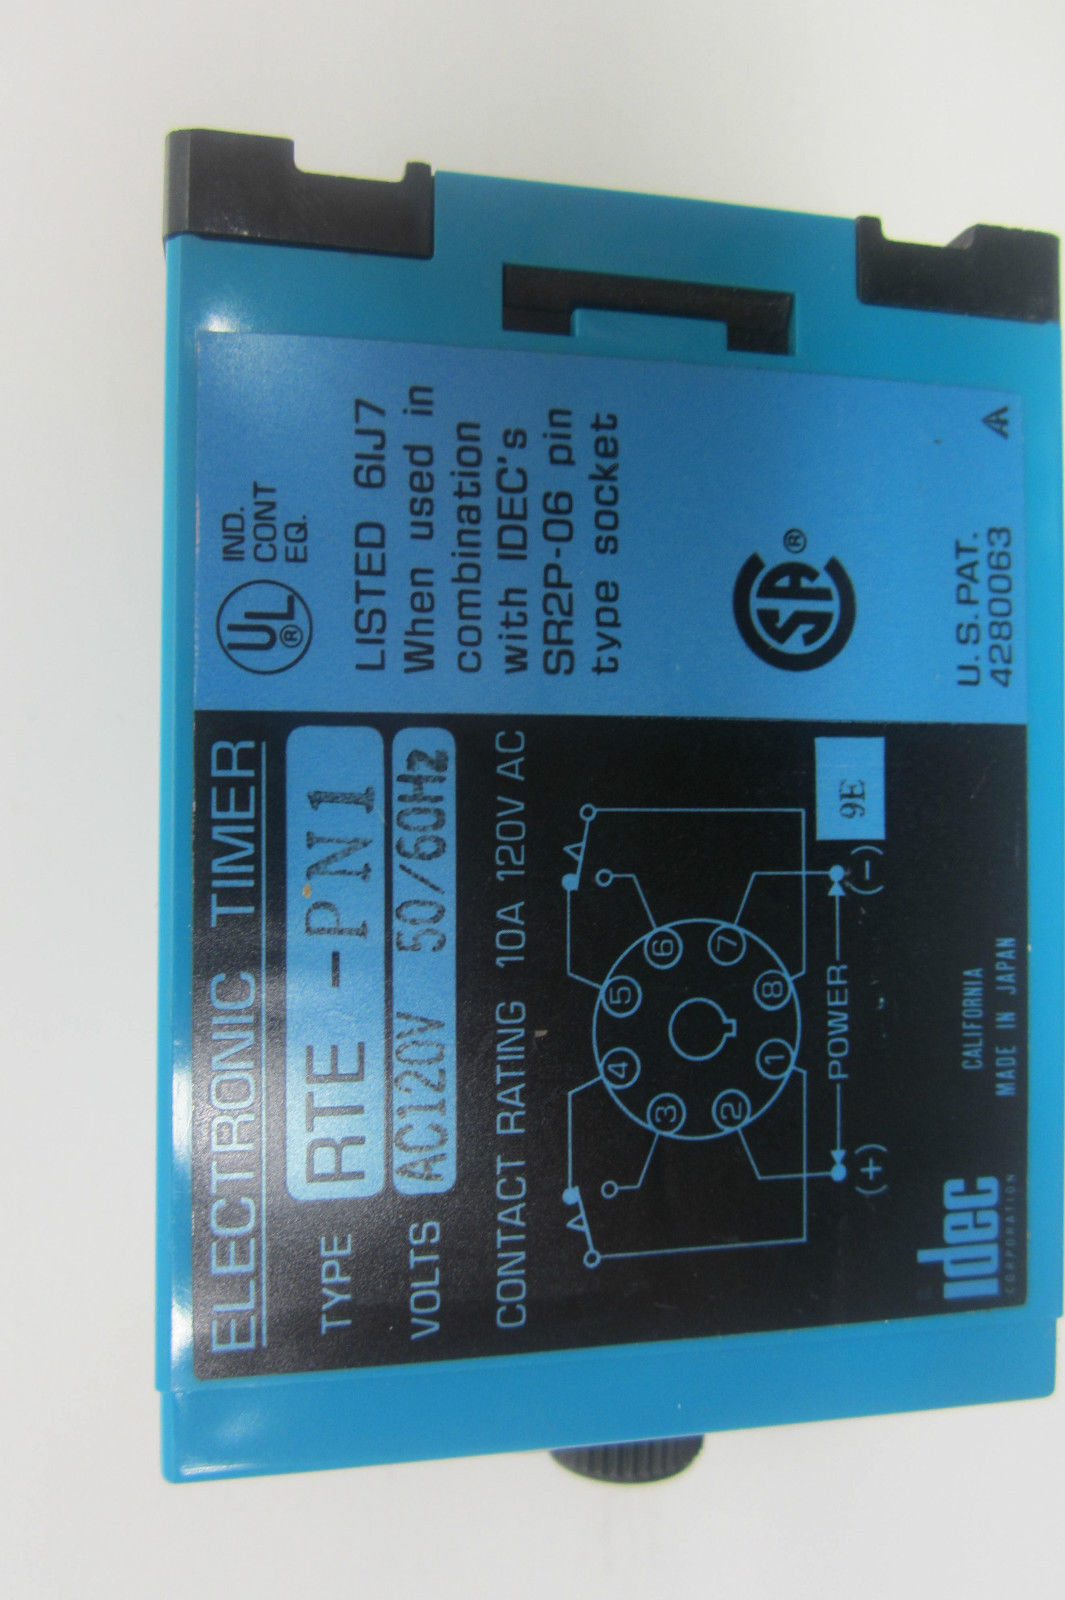 ELECTRONIC TIMER
TYPE RTE-PN1
VOLTS AC120V 50/60Hz
CONTACT RATING 10A 120V AC
4 5
3 6
2 7
1 8
(+) POWER (-)
9E
idec
CORPORATION
CALIFORNIA
MADE IN JAPAN
UL ®
IND.
CONT
EQ.
LISTED 6IJ7
When used in
combination
with IDEC's
SR2P-06 pin
type socket
SA ®
U.S.PAT.
4280063